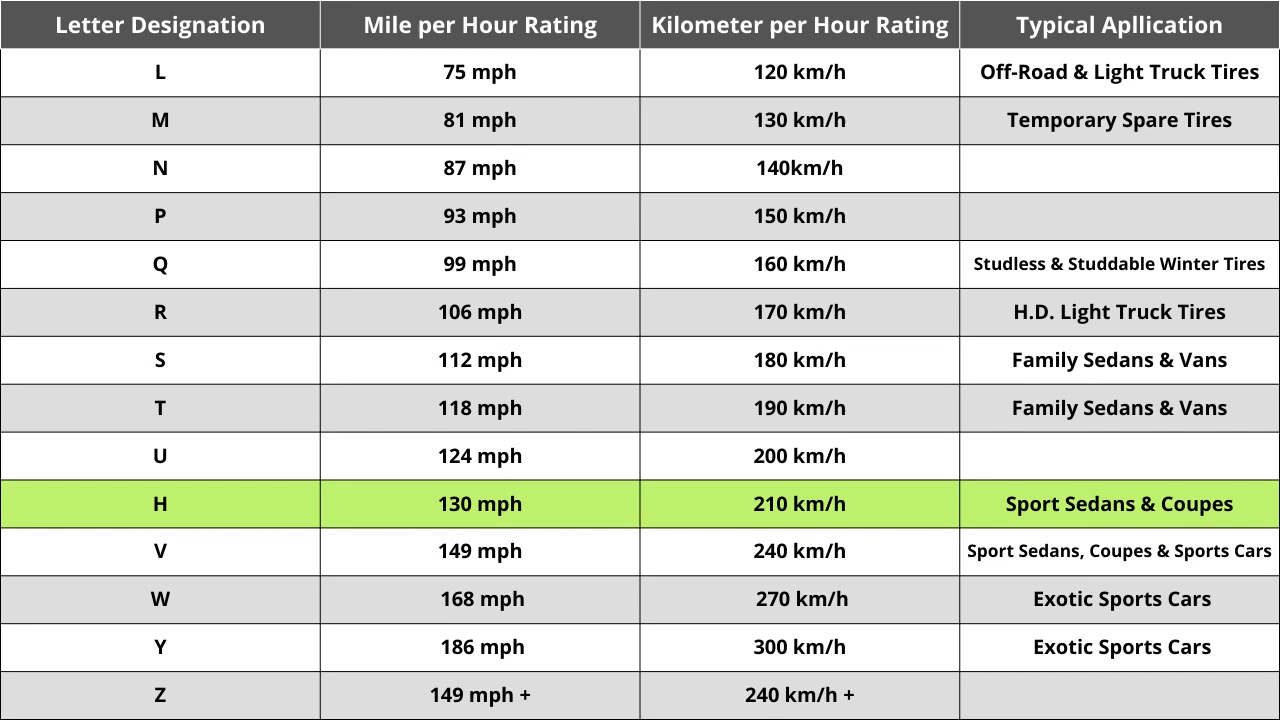 Letter Designation Mile per Hour Rating Kilometer per Hour Rating Typical Apllication
L 75 mph 120 km/h Off-Road & Light Truck Tires
M 81 mph 130 km/h Temporary Spare Tires
N 87 mph 140km/h
P 93 mph 150 km/h
Q 99 mph 160 km/h Studless & Studdable Winter Tires
R 106 mph 170 km/h H.D. Light Truck Tires
S 112 mph 180 km/h Family Sedans & Vans
T 118 mph 190 km/h Family Sedans & Vans
U 124 mph 200 km/h
H 130 mph 210 km/h Sport Sedans & Coupes
V 149 mph 240 km/h Sport Sedans, Coupes & Sports Cars
W 168 mph 270 km/h Exotic Sports Cars
Y 186 mph 300 km/h Exotic Sports Cars
Z 149 mph + 240 km/h +